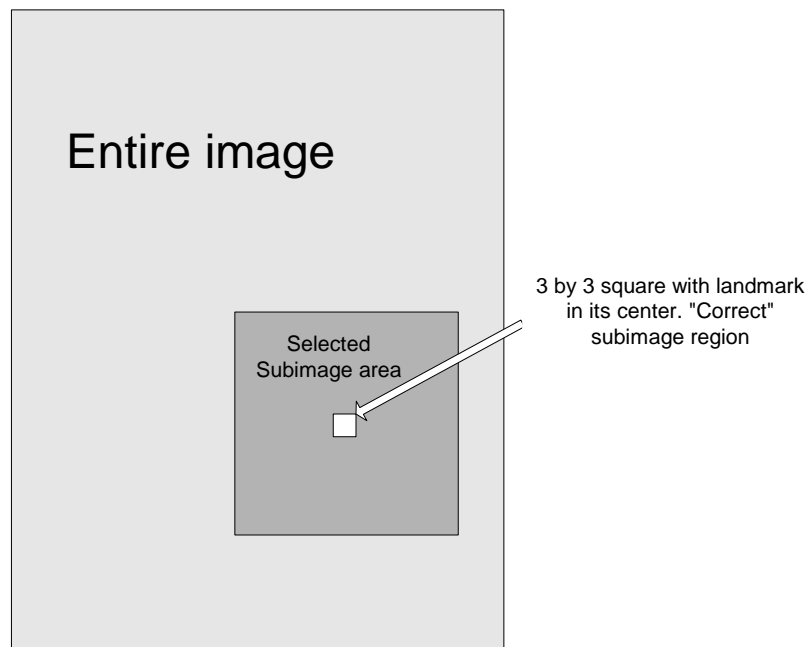 Entire image
3 by 3 square with landmark
in its center. "Correct"
subimage region
Selected
Subimage area